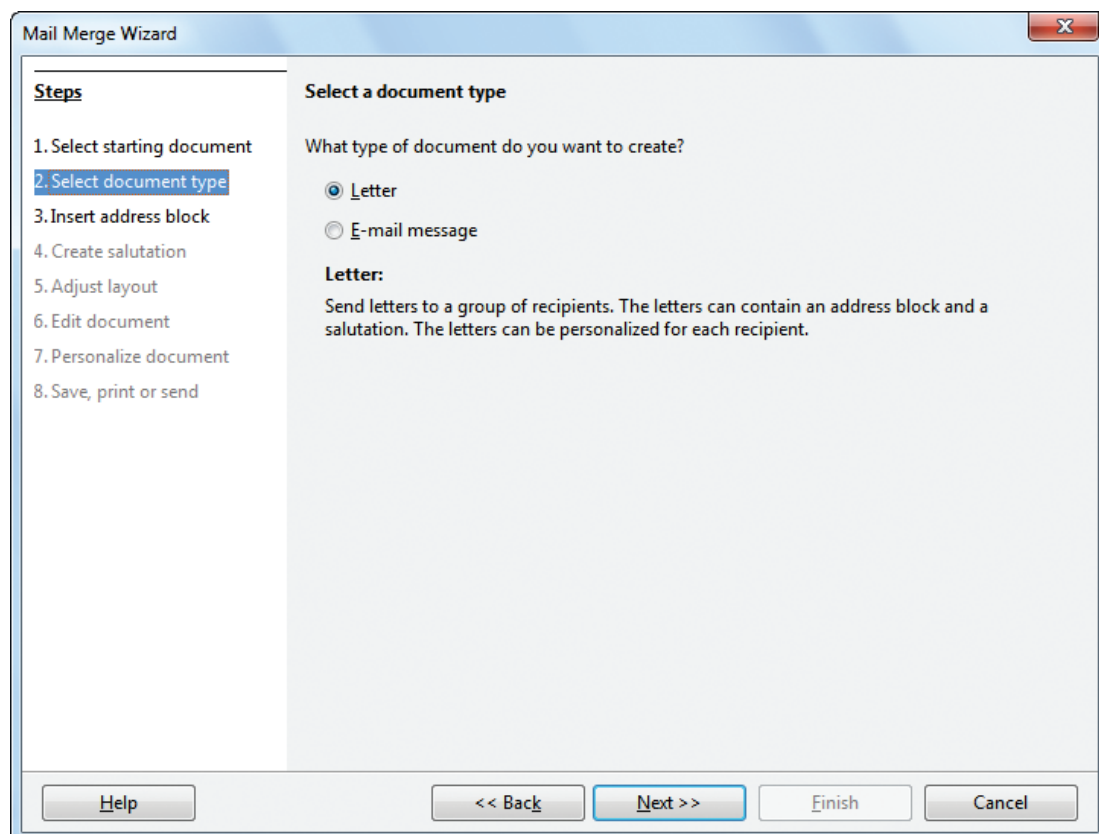 Mail Merge Wizard
Steps
1. Select starting document
2. Select document type
3. Insert address block
4. Create salutation
5. Adjust layout
6. Edit document
7. Personalize document
8. Save, print or send
Select a document type
What type of document do you want to create?
Letter
E-mail message
Letter:
Send letters to a group of recipients. The letters can contain an address block and a
salutation. The letters can be personalized for each recipient.
Help
<< Back
Next >>
Finish
Cancel